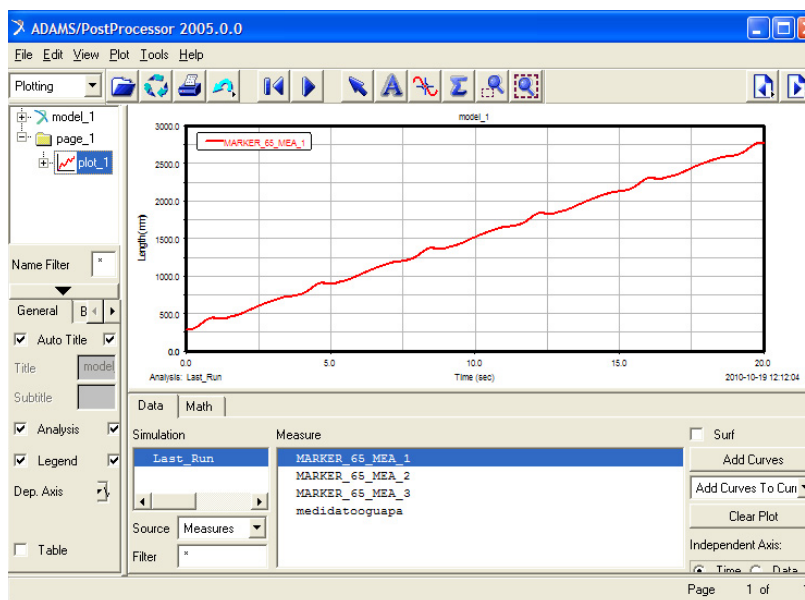 ADAMS/PostProcessor 2005.0.0
File Edit View Plot Tools Help
Plotting
model_1
page_1
plot_1
Name Filter *
General B
Auto Title
Title model
Subtitle
Analysis
Legend
Dep. Axis
Table
model_1
MARKER_65_MEA_1
Length (mm)
3000.0
2500.0
2000.0
1500.0
1000.0
500.0
0.0
0.0 5.0 10.0 15.0 20.0
Analysis: Last_Run Time (sec) 2010-10-19 12:12:04
Data Math
Simulation
Last_Run
Source Measures
Filter *
Measure
MARKER_65_MEA_1
MARKER_65_MEA_2
MARKER_65_MEA_3
medidatooguapa
Surf
Add Curves
Add Curves To Curr
Clear Plot
Independent Axis:
Time Data
Page 1 of